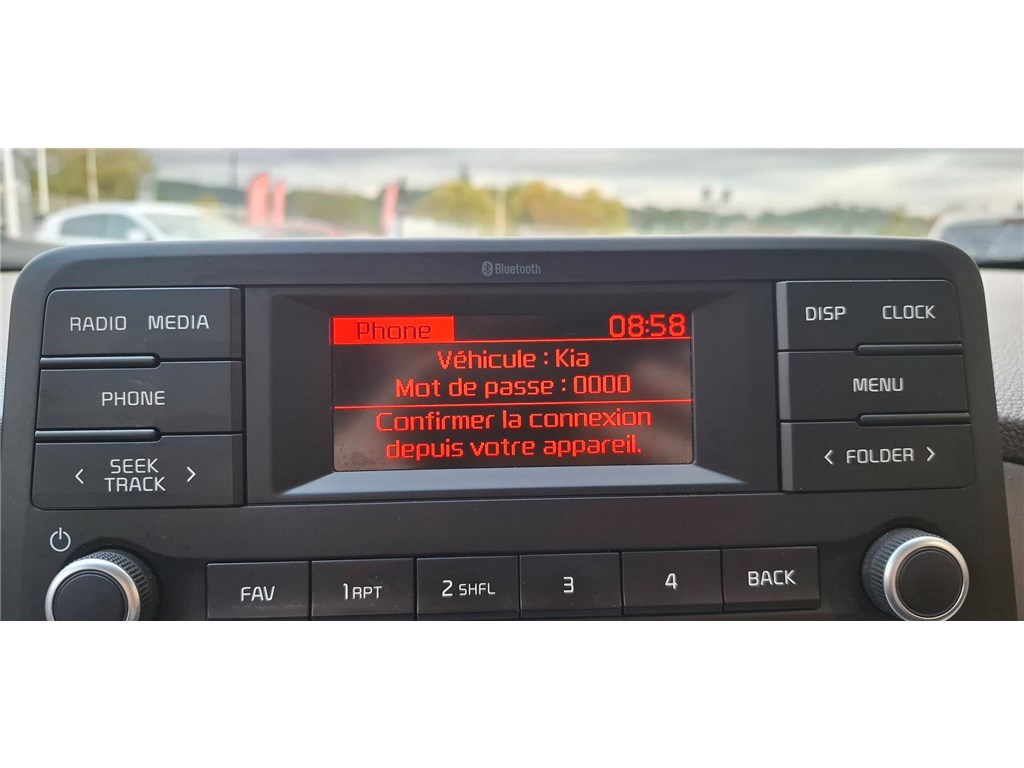 Bluetooth
RADIO MEDIA
PHONE
< SEEK TRACK >
Phone 08:58
Véhicule : Kia
Mot de passe : 0000
Confirmer la connexion
depuis votre appareil.
DISP CLOCK
MENU
< FOLDER >
FAV 1 RPT 2 SHFL 3 4 BACK